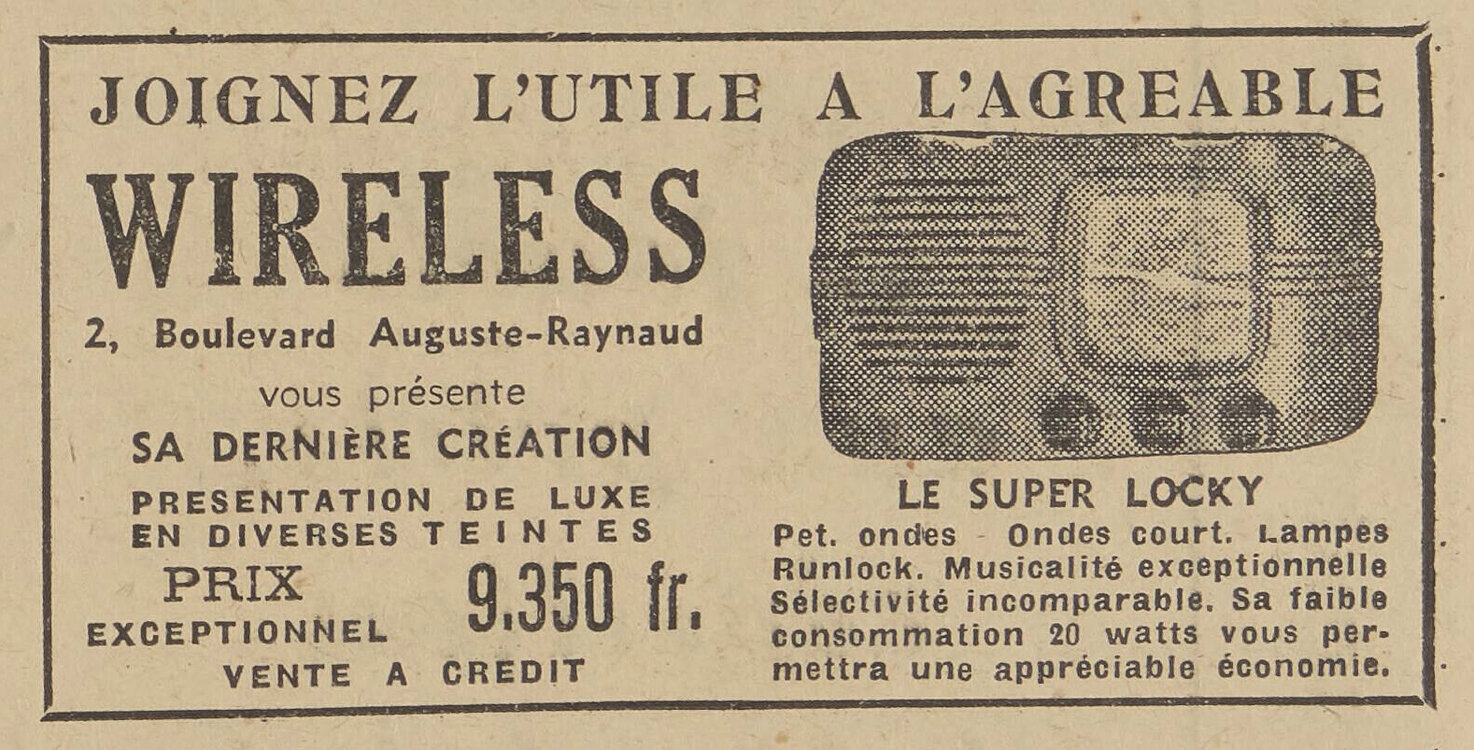 JOIGNEZ L'UTILE A L'AGREABLE
WIRELESS
2, Boulevard Auguste-Raynaud
vous présente
SA DERNIÈRE CRÉATION
PRESENTATION DE LUXE
EN DIVERSES TEINTES
PRIX
EXCEPTIONNEL
9.350 fr.
VENTE A CREDIT
LE SUPER LOCKY
Pet. ondes - Ondes court. Lampes
Runlock. Musicalité exceptionnelle
Sélectivité incomparable. Sa faible
consommation 20 watts vous per-
mettra une appréciable économie.